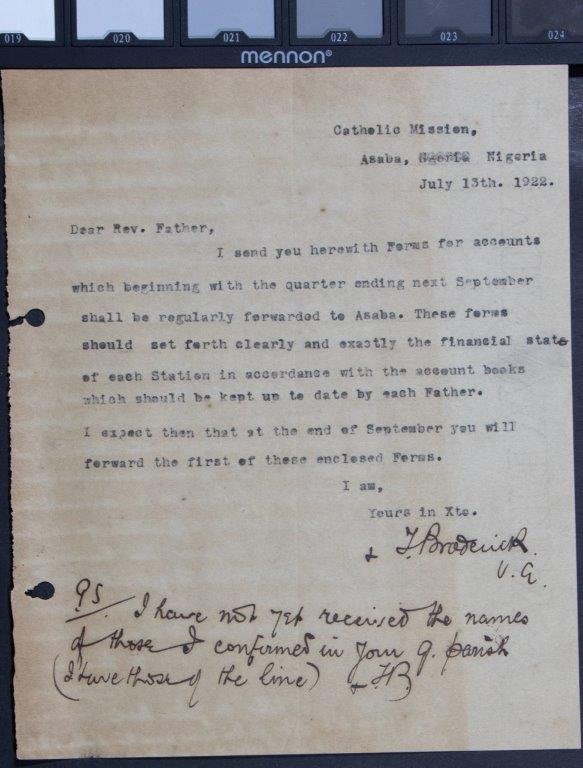 019 020 021 022 023 024
mennon®
Catholic Mission,
Asaba, Nigeria
July 13th. 1922.
Dear Rev. Father,
I send you herewith Forms for accounts
which beginning with the quarter ending next September
shall be regularly forwarded to Asaba. These forms
should set forth clearly and exactly the financial state
of each Station in accordance with the account books
which should be kept up to date by each Father.
I expect then that at the end of September you will
forward the first of these enclosed Forms.
I am,
Yours in Xto.
+ T. Broderick.
V.A.
PS I have not yet received the names
of those I confirmed in your parish
(I have those of the line) + TB